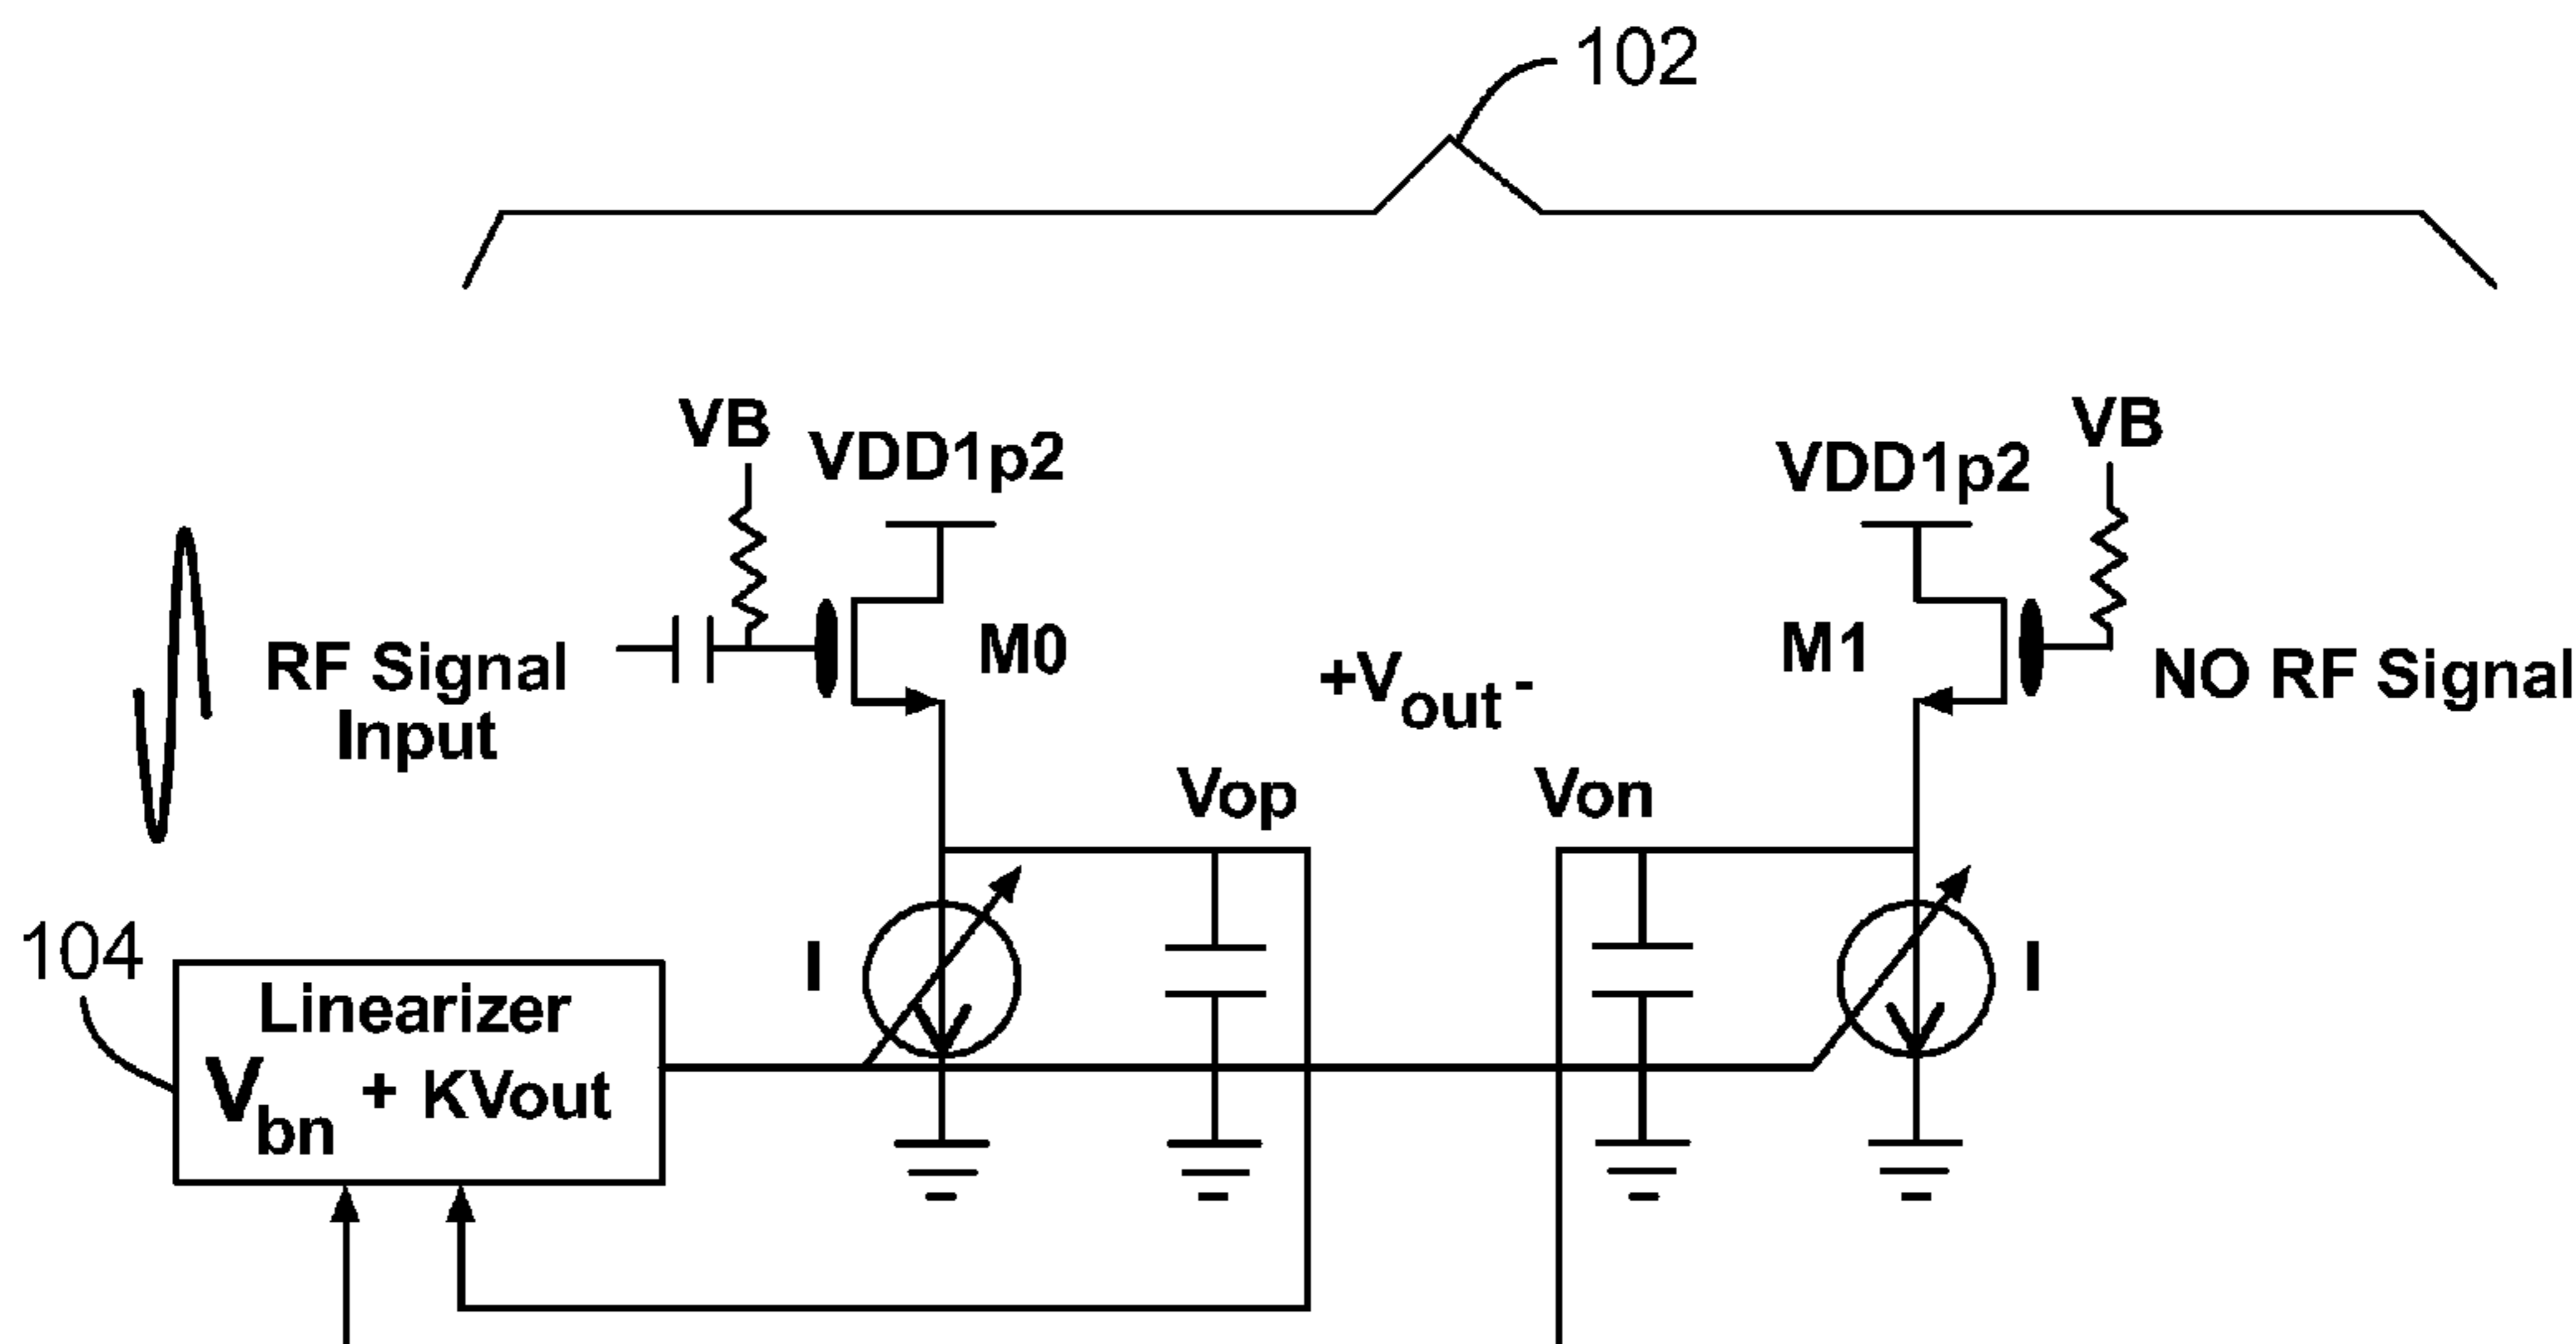 102
VB
VDD1p2
VDD1p2
VB
RF Signal
Input
M0
+Vout-
M1
NO RF Signal
Vop
Von
104
I
I
Linearizer
Vbn + KVout